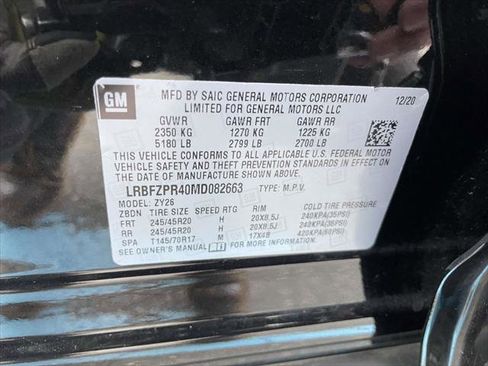 GM
MFD BY SAIC GENERAL MOTORS CORPORATION 12/20
LIMITED FOR GENERAL MOTORS LLC
GVWR GAWR FRT GAWR RR
2350 KG 1270 KG 1225 KG
5180 LB 2799 LB 2700 LB
THIS VEHICLE CONFORMS TO ALL APPLICABLE U.S. FEDERAL MOTOR
VEHICLE SAFETY, BUMPER, AND THEFT PREVENTION STANDARDS IN EFFECT ON THE
DATE OF MANUFACTURE SHOWN ABOVE.
LRBFZPR40MD082663 TYPE: M.P.V.
MODEL: ZY26
ZBDN TIRE SIZE SPEED RTG RIM COLD TIRE PRESSURE
FRT 245/45R20 H 20X8.5J 240KPA(35PSI)
RR 245/45R20 H 20X8.5J 240KPA(35PSI)
SPA T145/70R17 M 17X4B 420KPA(60PSI)
SEE OWNER'S MANUAL FOR MORE INFORMATION